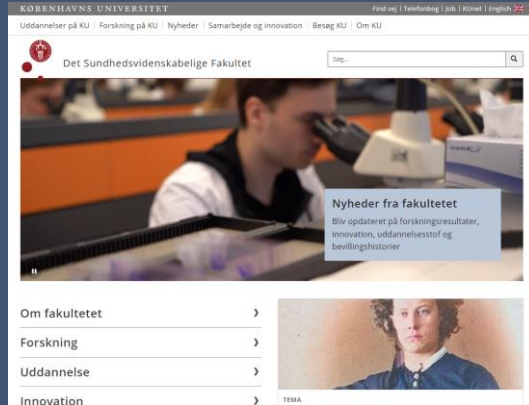 KØBENHAVNS UNIVERSITET
Find vej | Telefonbog | Job | KUnet | English
Uddannelser på KU | Forskning på KU | Nyheder | Samarbejde og innovation | Besøg KU | Om KU
Det Sundhedsvidenskabelige Fakultet
Søg...
Nyheder fra fakultetet
Bliv opdateret på forskningsresultater,
innovation, uddannelsesstof og
bevillingshistorier
Om fakultetet
Forskning
Uddannelse
Innovation
TEMA